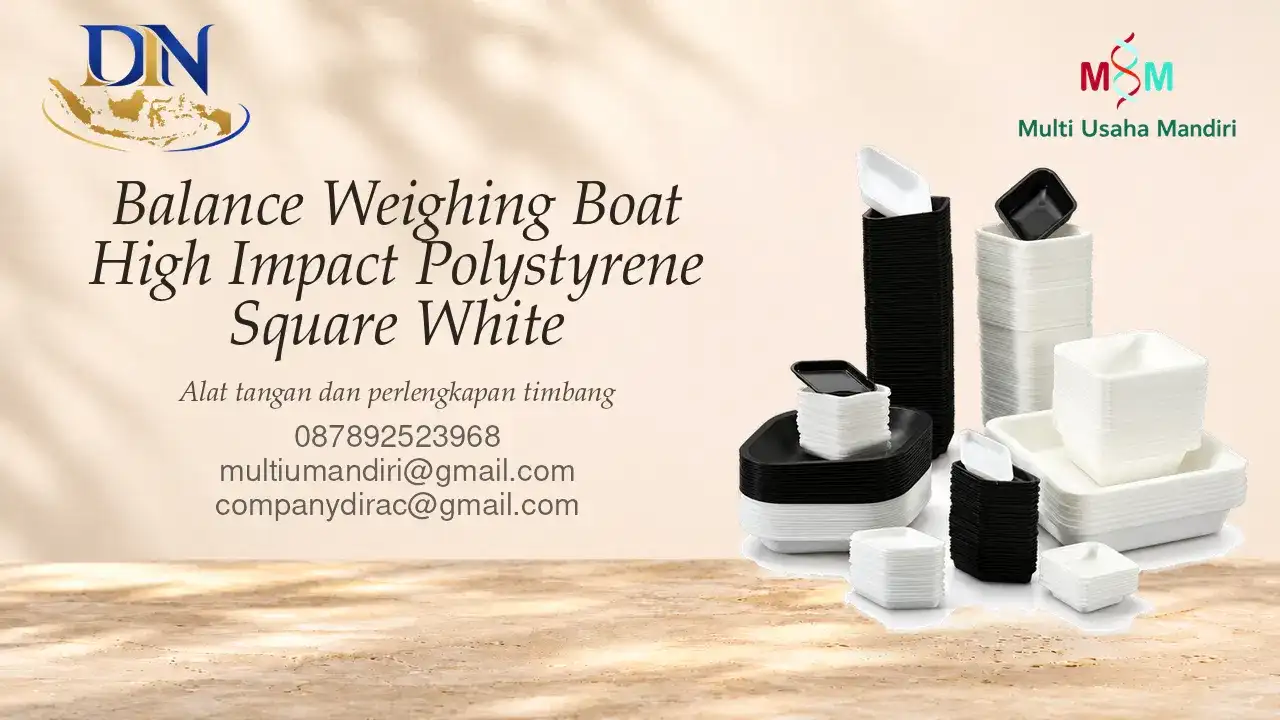 DIN
M M
Multi Usaha Mandiri
Balance Weighing Boat
High Impact Polystyrene
Square White
Alat tangan dan perlengkapan timbang
087892523968
multiumandiri@gmail.com
companydirac@gmail.com